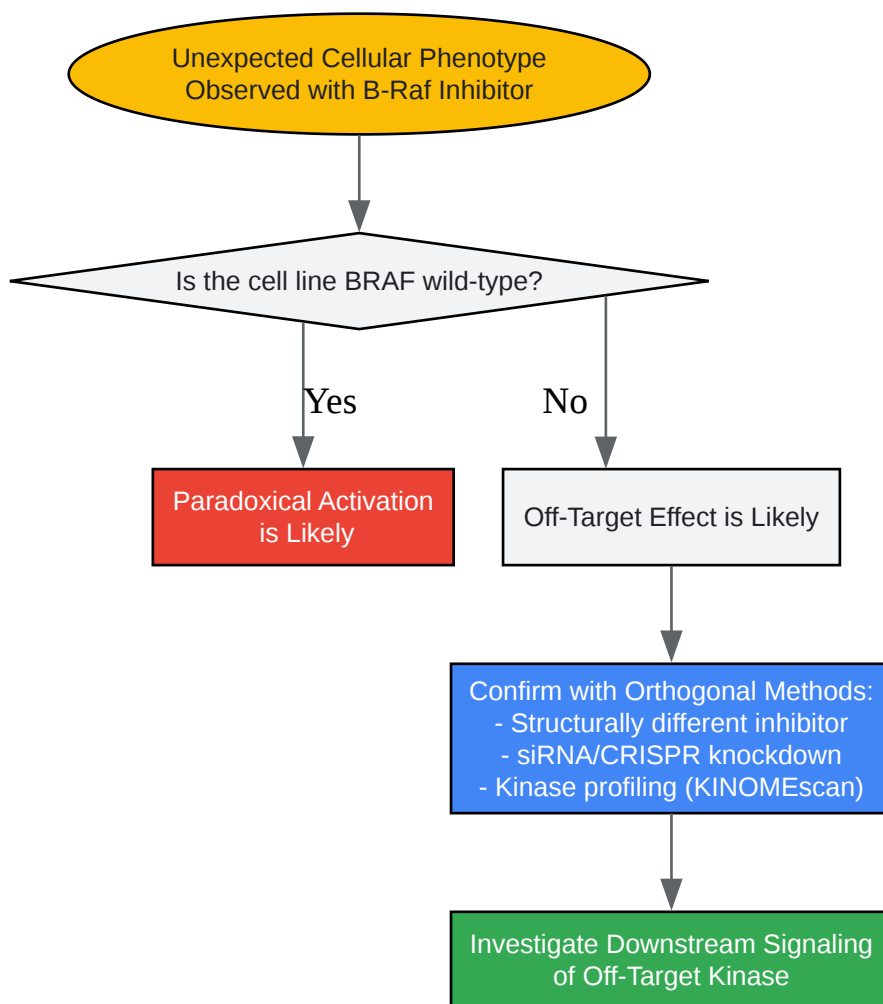 Unexpected Cellular Phenotype
Observed with B-Raf Inhibitor
Is the cell line BRAF wild-type?
Yes
No
Paradoxical Activation
is Likely
Off-Target Effect is Likely
Confirm with Orthogonal Methods:
- Structurally different inhibitor
- siRNA/CRISPR knockdown
- Kinase profiling (KINOMEscan)
Investigate Downstream Signaling
of Off-Target Kinase